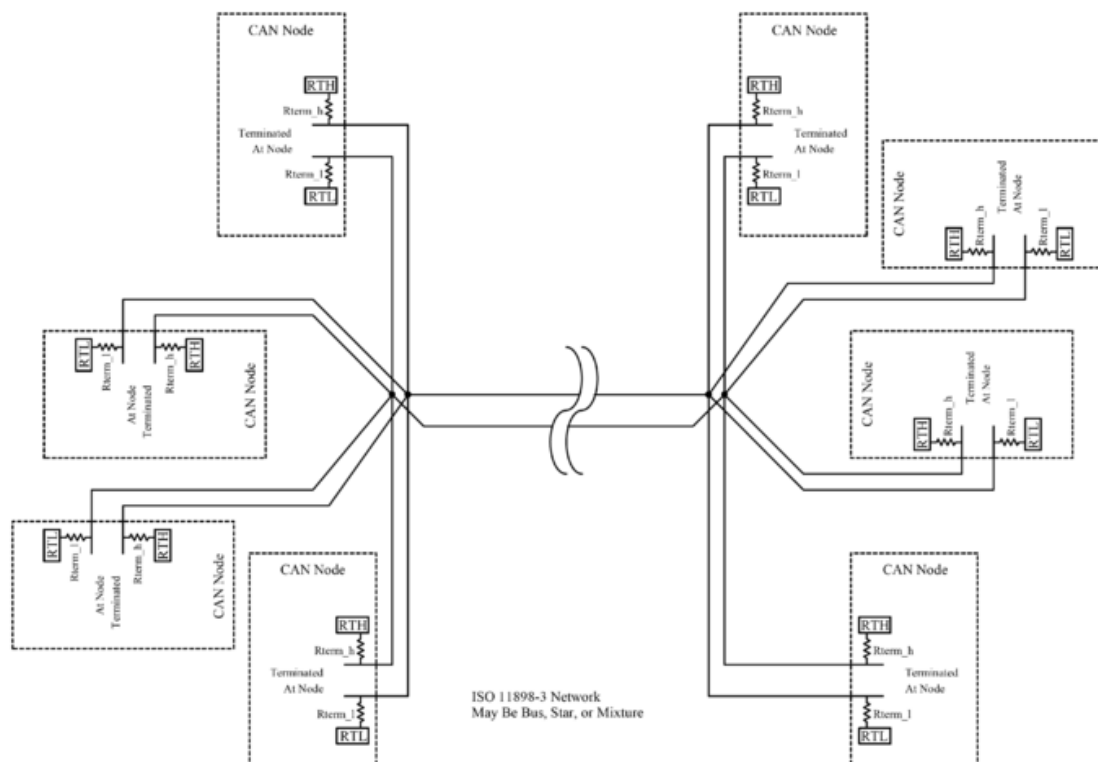 CAN Node
RTH
Rterm_h
Terminated
At Node
Rterm_l
RTL
CAN Node
RTH
Rterm_h
Terminated
At Node
Rterm_l
RTL
CAN Node
RTH
Rterm_h
Terminated
At Node
Rterm_l
RTL
RTL
Rterm_l
At Node
Terminated
Rterm_h
RTH
CAN Node
CAN Node
RTH
Rterm_h
Terminated
At Node
Rterm_l
RTL
RTL
Rterm_l
At Node
Terminated
Rterm_h
RTH
CAN Node
CAN Node
RTH
Rterm_h
Terminated
At Node
Rterm_l
RTL
CAN Node
RTH
Rterm_h
Terminated
At Node
Rterm_l
RTL
ISO 11898-3 Network
May Be Bus, Star, or Mixture